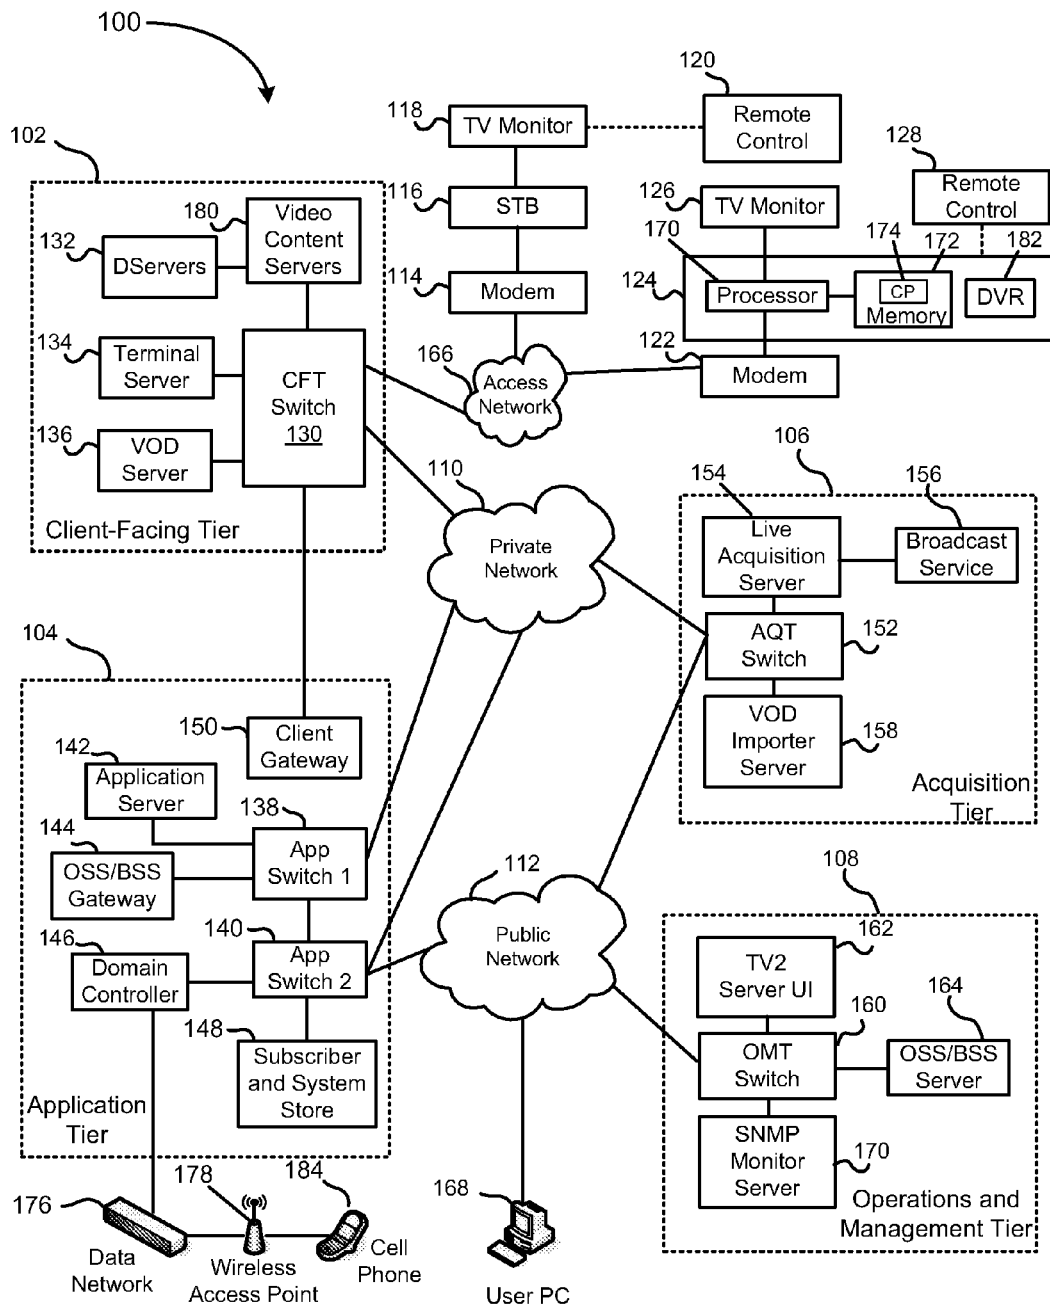 100
102
180
Video
Content
Servers
132
DServers
134
Terminal
Server
CFT
Switch
130
136
VOD
Server
Client-Facing Tier
118
TV Monitor
120
Remote
Control
116
STB
114
Modem
166
Access
Network
126
TV Monitor
128
Remote
Control
170
174
172
182
124
Processor
CP
Memory
DVR
122
Modem
110
Private
Network
106
154
156
Live
Acquisition
Server
Broadcast
Service
AQT
Switch
152
VOD
Importer
Server
158
Acquisition
Tier
104
150
Client
Gateway
142
Application
Server
138
App
Switch 1
144
OSS/BSS
Gateway
140
App
Switch 2
146
Domain
Controller
148
Subscriber
and System
Store
Application
Tier
112
Public
Network
108
162
TV2
Server UI
160
164
OMT
Switch
OSS/BSS
Server
SNMP
Monitor
Server
170
Operations and
Management Tier
176
Data
Network
178
Wireless
Access Point
184
Cell
Phone
168
User PC